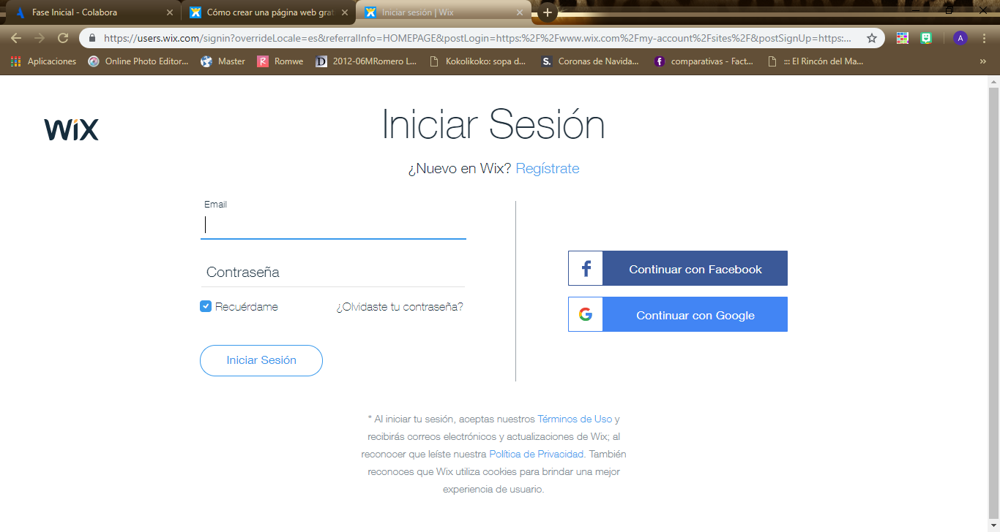 Fase Inicial - Colabora
Cómo crear una página web grat
Iniciar sesión | Wix
https://users.wix.com/signin?overrideLocale=es&referralInfo=HOMEPAGE&postLogin=https:%2F%2Fwww.wix.com%2Fmy-account%2Fsites%2F&postSignUp=https:...
A
Aplicaciones
Online Photo Editor...
Master
R
Romwe
D
2012-06MRomero L...
Kokolikoko: sopa d...
S.
Coronas de Navida...
f
comparativas - Fact...
::: El Rincón del Ma...
»
WiX
Iniciar Sesión
¿Nuevo en Wix? Regístrate
Email
Contraseña
Recuérdame
¿Olvidaste tu contraseña?
Iniciar Sesión
f
Continuar con Facebook
G
Continuar con Google
* Al iniciar tu sesión, aceptas nuestros Términos de Uso y
recibirás correos electrónicos y actualizaciones de Wix; al
reconocer que leíste nuestra Política de Privacidad. También
reconoces que Wix utiliza cookies para brindar una mejor
experiencia de usuario.